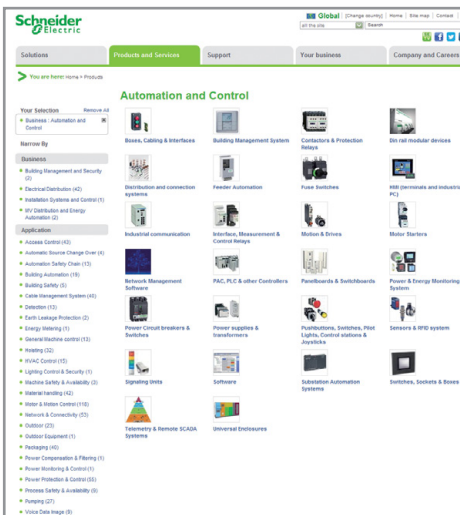 Schneider
Electric
Global
[Change country]
Home
Site map
Contact
all the site
Search
Solutions
Products and Services
Support
Your business
Company and Careers
You are here: Home > Products
Automation and Control
Your Selection
Remove All
Business : Automation and
Control
Narrow By
Business
Building Management and Security
(2)
Electrical Distribution (42)
Installation Systems and Control (1)
MV Distribution and Energy
Automation (2)
Application
Access Control (43)
Automatic Source Change Over (4)
Automation Safety Chain (13)
Building Automation (19)
Building Safety (5)
Cable Management System (40)
Detection (13)
Earth Leakage Protection (2)
Energy Metering (1)
General Machine control (13)
Hoisting (32)
HVAC Control (15)
Lighting Control & Security (1)
Machine Safety & Availability (3)
Material handling (42)
Motor & Motion Control (118)
Network & Connectivity (53)
Outdoor (23)
Outdoor Equipment (1)
Packaging (40)
Power Compensation & Filtering (1)
Power Monitoring & Control (1)
Power Protection & Control (55)
Process Safety & Availability (9)
Pumping (27)
Voice Data Image (9)
Boxes, Cabling & Interfaces
Building Management System
Contactors & Protection
Relays
Din rail modular devices
Distribution and connection
systems
Feeder Automation
Fuse Switches
HMI (terminals and industrial
PC)
Industrial communication
Interface, Measurement &
Control Relays
Motion & Drives
Motor Starters
Network Management
Software
PAC, PLC & other Controllers
Panelboards & Switchboards
Power & Energy Monitoring
System
Power Circuit breakers &
Switches
Power supplies &
transformers
Pushbuttons, Switches, Pilot
Lights, Control stations &
Joysticks
Sensors & RFID system
Signaling Units
Software
Substation Automation
Systems
Switches, Sockets & Boxes
Telemetry & Remote SCADA
Systems
Universal Enclosures